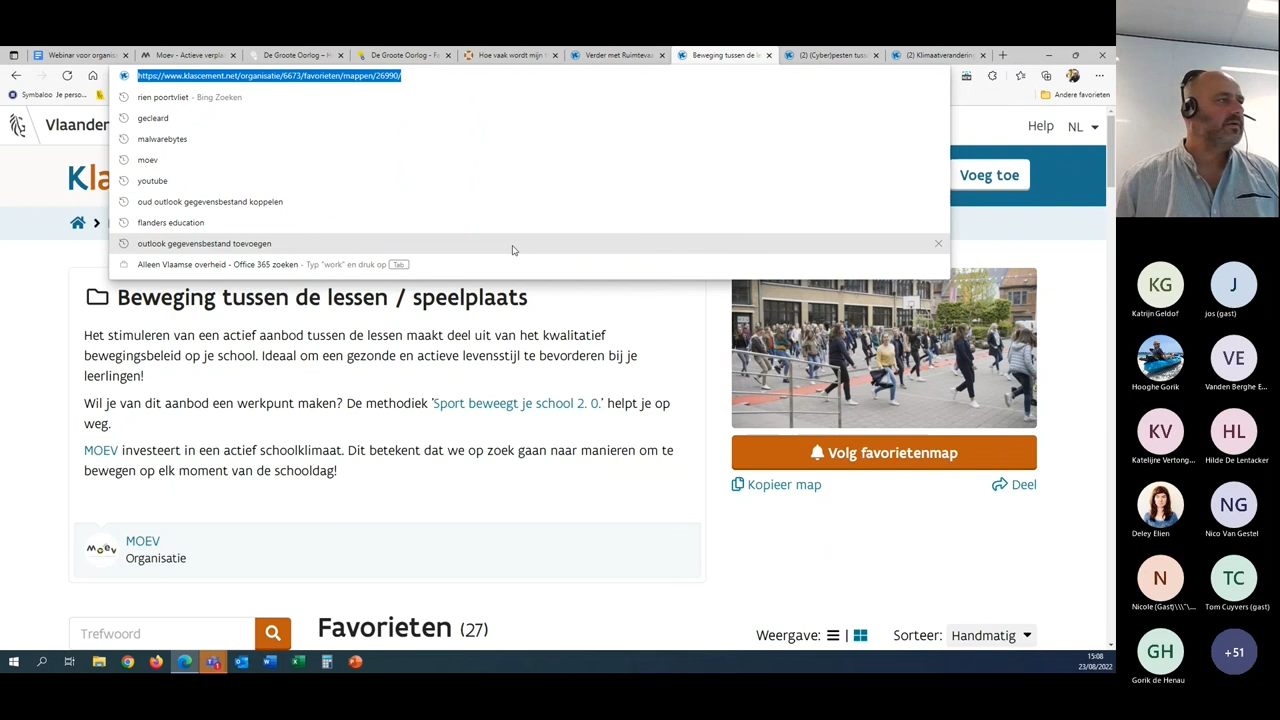 Webinar voor organis
Moev - Actieve verpla
De Groote Oorlog – H
De Groote Oorlog - Fe
Hoe vaak wordt mijn
Verder met Ruimteva
Beweging tussen de le
(2) (Cyber)pesten tuss
(2) Klimaatverandering
https://www.klascement.net/organisatie/6673/favorieten/mappen/26990/
Symbaloo Je perso...
Andere favorieten
rien poortvliet - Bing Zoeken
gecleard
malwarebytes
moev
youtube
oud outlook gegevensbestand koppelen
flanders education
outlook gegevensbestand toevoegen
Alleen Vlaamse overheid - Office 365 zoeken - Typ "work" en druk op Tab
Vlaander
Help NL
Kla
Voeg toe
Beweging tussen de lessen / speelplaats
Het stimuleren van een actief aanbod tussen de lessen maakt deel uit van het kwalitatief
bewegingsbeleid op je school. Ideaal om een gezonde en actieve levensstijl te bevorderen bij je
leerlingen!
Wil je van dit aanbod een werkpunt maken? De methodiek 'Sport beweegt je school 2. 0.' helpt je op
weg.
MOEV investeert in een actief schoolklimaat. Dit betekent dat we op zoek gaan naar manieren om te
bewegen op elk moment van de schooldag!
Volg favorietenmap
Kopieer map
Deel
moev
MOEV
Organisatie
Trefwoord
Favorieten (27)
Weergave: | Sorteer: Handmatig
15:08
23/08/2022
KG
Katrijn Geldof
J
jos (gast)
Hooghe Gorik
VE
Vanden Berghe E...
KV
Katelijne Vertong...
HL
Hilde De Lentacker
Deley Elien
NG
Nico Van Gestel
N
Nicole (Gast)\\\"\...
TC
Tom Cuyvers (gast)
GH
Gorik de Henau
+51